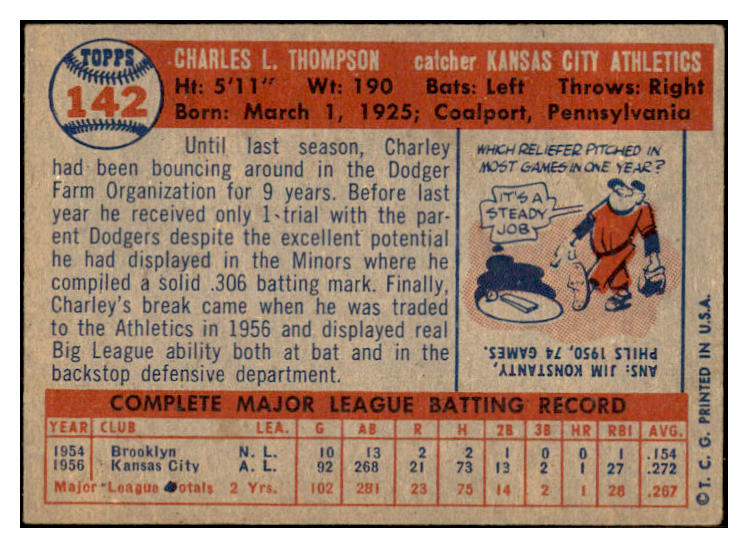 TOPPS
142
CHARLES L. THOMPSON catcher KANSAS CITY ATHLETICS
Ht: 5'11" Wt: 190 Bats: Left Throws: Right
Born: March 1, 1925; Coalport, Pennsylvania
Until last season, Charley
had been bouncing around in the Dodger
Farm Organization for 9 years. Before last
year he received only 1 trial with the par-
ent Dodgers despite the excellent potential
he had displayed in the Minors where he
compiled a solid .306 batting mark. Finally,
Charley's break came when he was traded
to the Athletics in 1956 and displayed real
Big League ability both at bat and in the
backstop defensive department.
WHICH RELIEFER PITCHED IN
MOST GAMES IN ONE YEAR?
IT'S A
STEADY
JOB
ANS: JIM KONSTANTY,
PHILS 1950, 74 GAMES.
COMPLETE MAJOR LEAGUE BATTING RECORD
YEAR CLUB LEA. G AB R H 2B 3B HR RBI AVG.
1954 Brooklyn N. L. 10 13 2 2 1 0 0 1 .154
1956 Kansas City A. L. 92 268 21 73 13 2 1 27 .272
Major League Totals 2 Yrs. 102 281 23 75 14 2 1 28 .267
© T. C. G. PRINTED IN U.S.A.